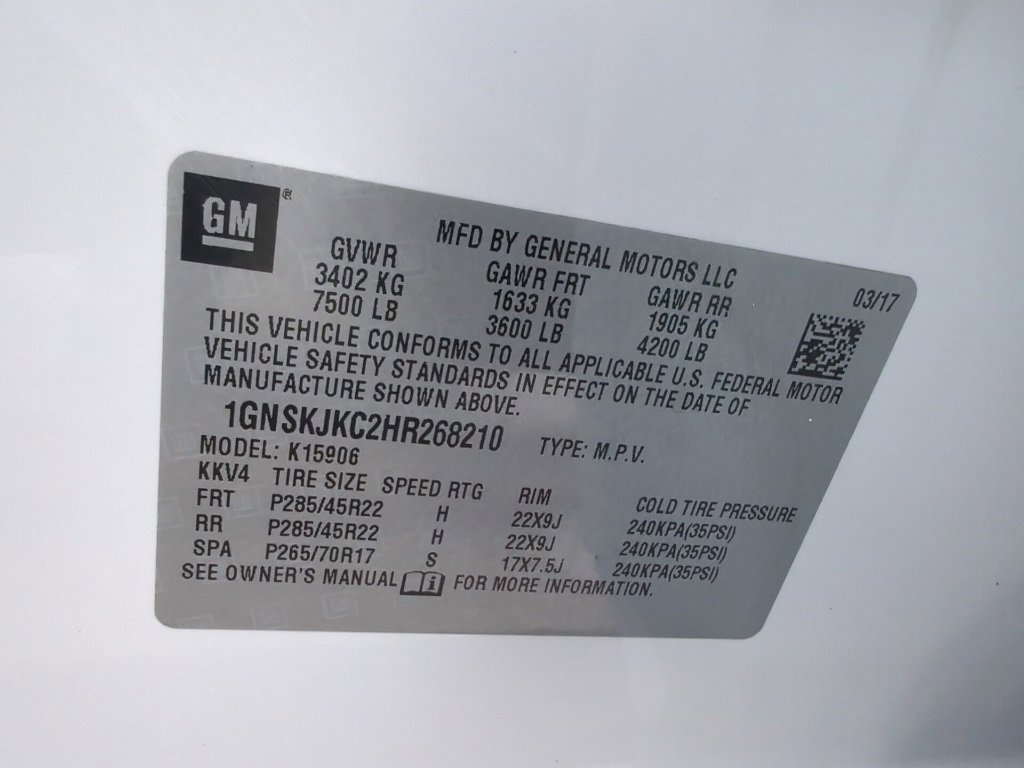 GM ®
MFD BY GENERAL MOTORS LLC
03/17
GVWR GAWR FRT GAWR RR
3402 KG 1633 KG 1905 KG
7500 LB 3600 LB 4200 LB
THIS VEHICLE CONFORMS TO ALL APPLICABLE U.S. FEDERAL MOTOR
VEHICLE SAFETY STANDARDS IN EFFECT ON THE DATE OF
MANUFACTURE SHOWN ABOVE.
1GNSKJKC2HR268210 TYPE: M.P.V.
MODEL: K15906
KKV4 TIRE SIZE SPEED RTG RIM COLD TIRE PRESSURE
FRT P285/45R22 H 22X9J 240KPA(35PSI)
RR P285/45R22 H 22X9J 240KPA(35PSI)
SPA P265/70R17 S 17X7.5J 240KPA(35PSI)
SEE OWNER'S MANUAL i FOR MORE INFORMATION.